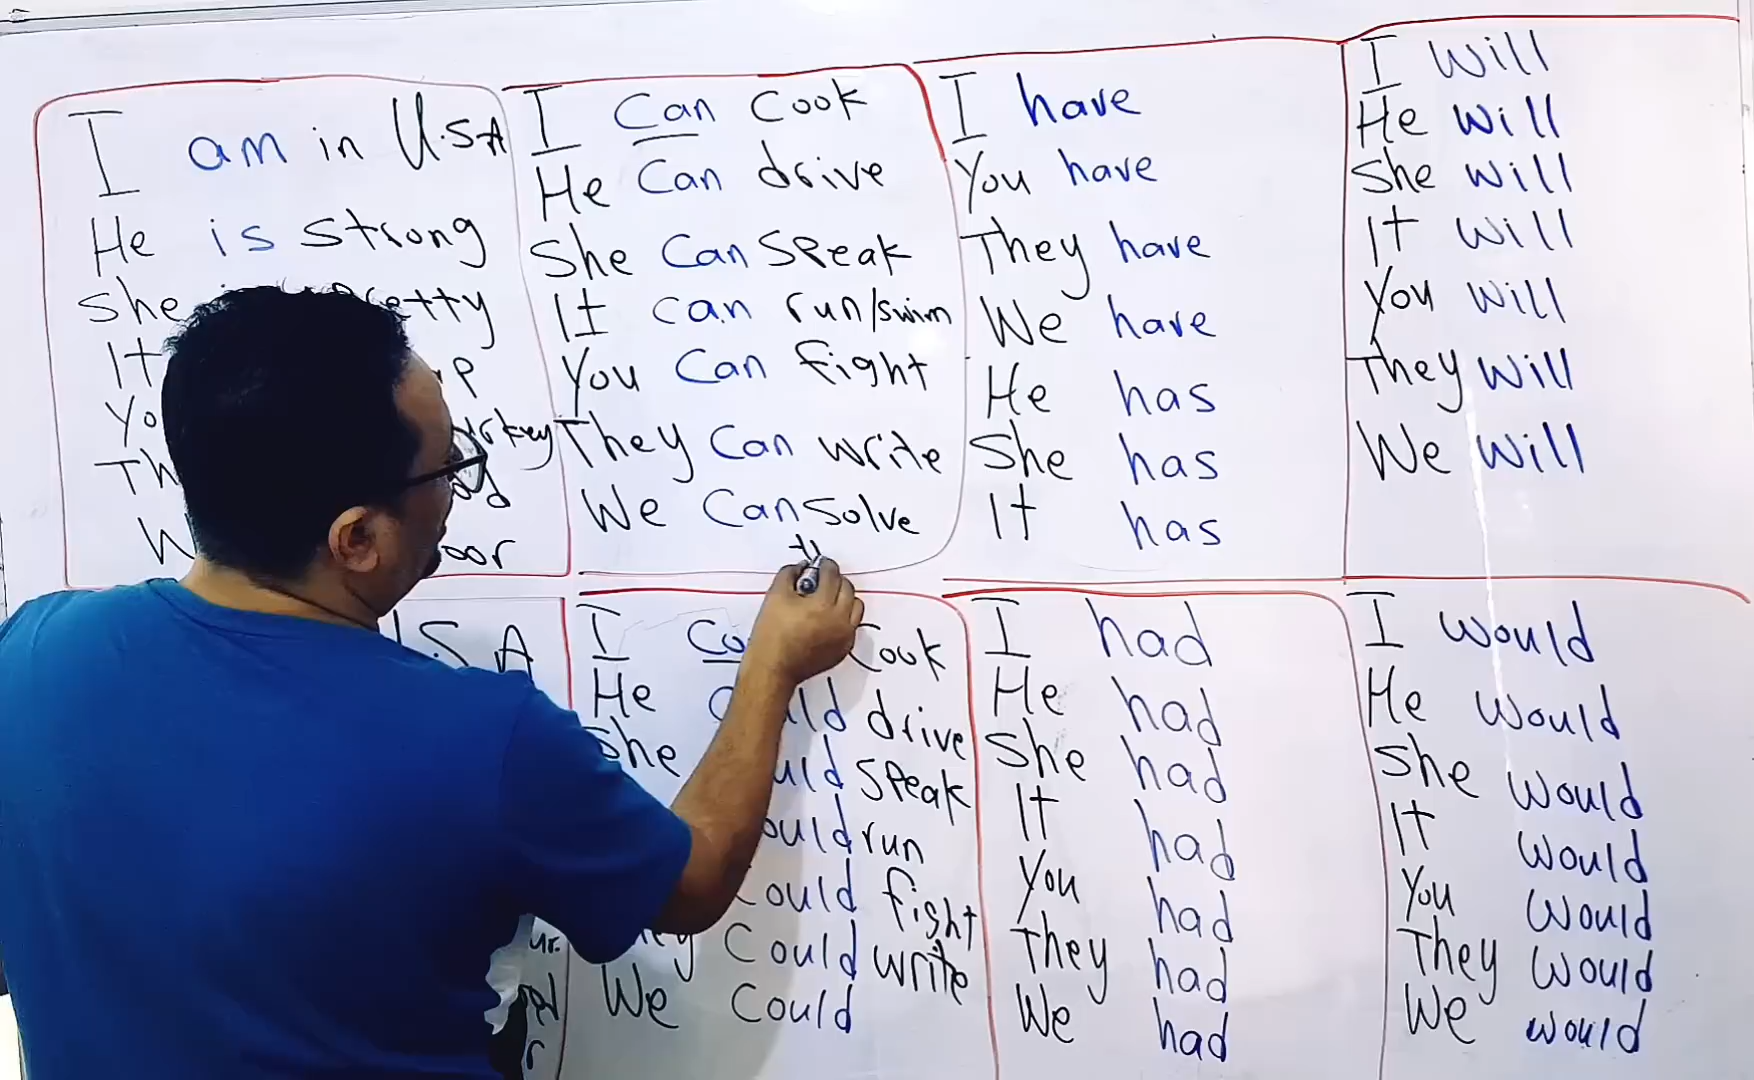 I am in U.S.A
He is strong
She
It
Yo
Th
W
I Can Cook
He Can drive
She Can Speak
It can run/swim
You Can fight
They Can write
We Can Solve
I have
You have
They have
We have
He has
She has
It has
I will
He will
She will
It will
You will
They will
We will
U.S.A
I Cook
He drive
She Speak
run
Could fight
Could write
We Could
I had
He had
She had
It had
You had
They had
We had
I would
He would
She would
It would
You would
They would
We would